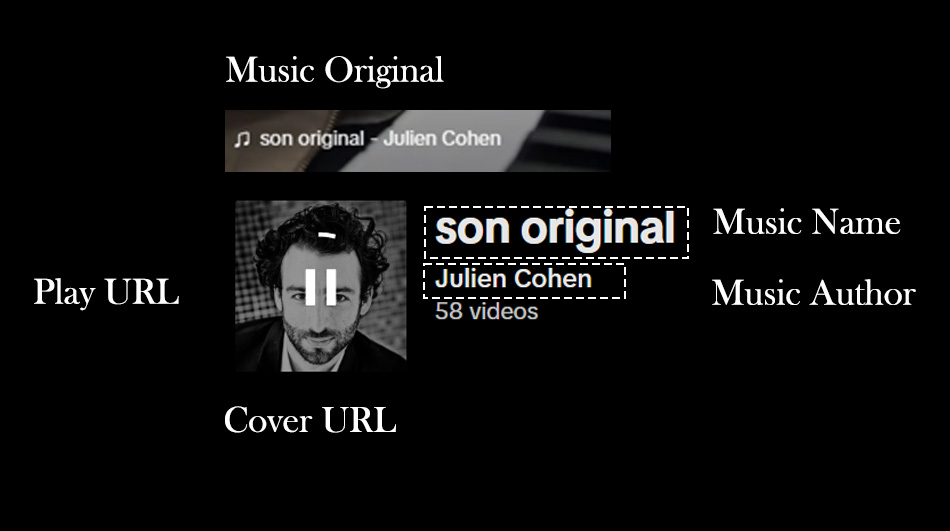 Music Original
son original - Julien Cohen
son original
Music Name
Julien Cohen
Music Author
Play URL
58 videos
Cover URL